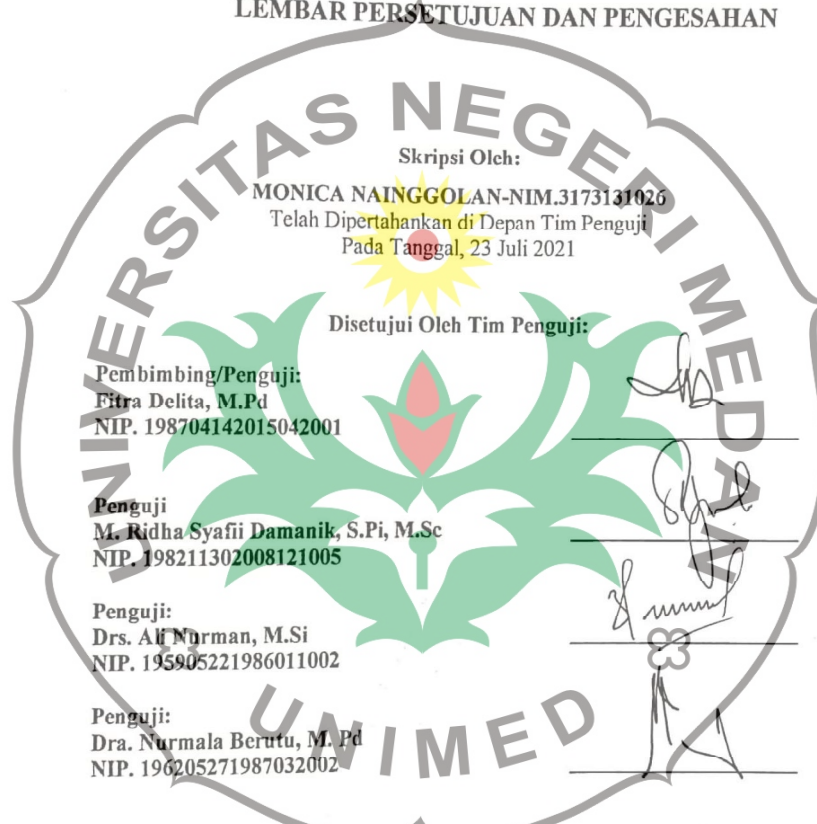 LEMBAR PERSETUJUAN DAN PENGESAHAN
UNIVERSITAS NEGERI MEDAN
Skripsi Oleh:
MONICA NAINGGOLAN-NIM.3173131026
Telah Dipertahankan di Depan Tim Penguji
Pada Tanggal, 23 Juli 2021
Disetujui Oleh Tim Penguji:
Pembimbing/Penguji:
Fitra Delita, M.Pd
NIP. 198704142015042001
Penguji
M. Ridha Syafii Damanik, S.Pi, M.Sc
NIP. 198211302008121005
Penguji:
Drs. Ali Nurman, M.Si
NIP. 195905221986011002
Penguji:
Dra. Nurmala Berutu, M. Pd
NIP. 196205271987032002
UNIMED